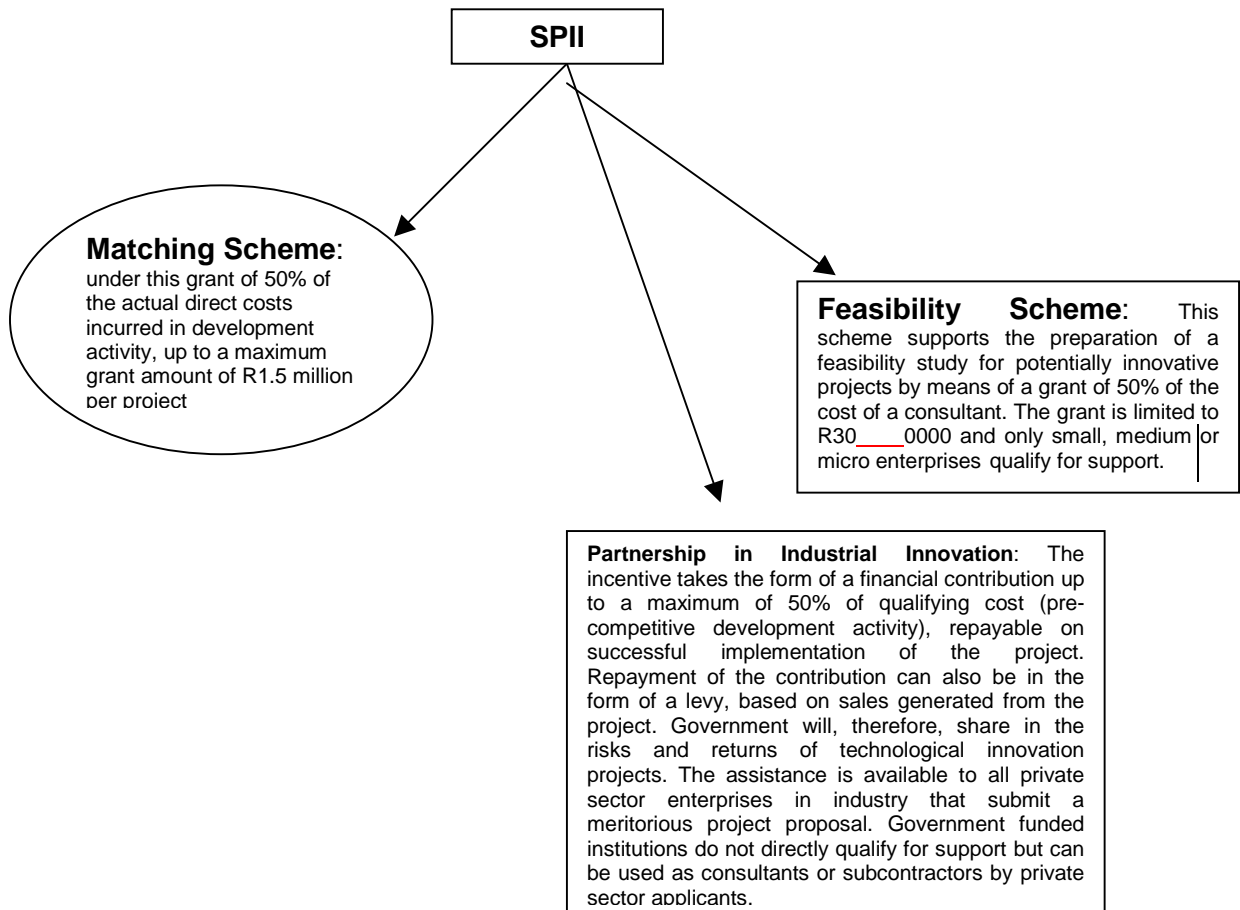 SPII
Matching Scheme:
under this grant of 50% of
the actual direct costs
incurred in development
activity, up to a maximum
grant amount of R1.5 million
per project
Feasibility Scheme: This
scheme supports the preparation of a
feasibility study for potentially innovative
projects by means of a grant of 50% of the
cost of a consultant. The grant is limited to
R30____0000 and only small, medium or
micro enterprises qualify for support.
Partnership in Industrial Innovation: The
incentive takes the form of a financial contribution up
to a maximum of 50% of qualifying cost (pre-
competitive development activity), repayable on
successful implementation of the project.
Repayment of the contribution can also be in the
form of a levy, based on sales generated from the
project. Government will, therefore, share in the
risks and returns of technological innovation
projects. The assistance is available to all private
sector enterprises in industry that submit a
meritorious project proposal. Government funded
institutions do not directly qualify for support but can
be used as consultants or subcontractors by private
sector applicants.